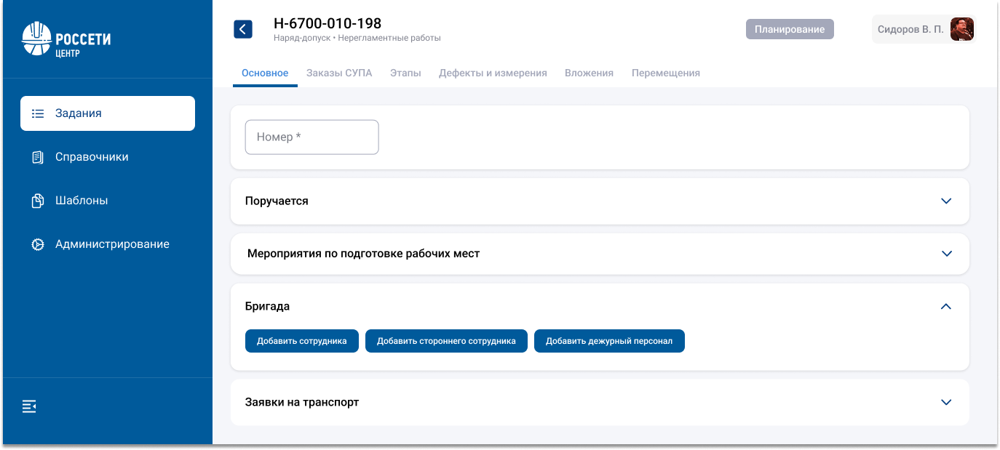 РОССЕТИ
ЦЕНТР
Задания
Справочники
Шаблоны
Администрирование
Н-6700-010-198
Наряд-допуск • Нерегламентные работы
Планирование
Сидоров В. П.
Основное
Заказы СУПА
Этапы
Дефекты и измерения
Вложения
Перемещения
Номер *
Поручается
Мероприятия по подготовке рабочих мест
Бригада
Добавить сотрудника
Добавить стороннего сотрудника
Добавить дежурный персонал
Заявки на транспорт